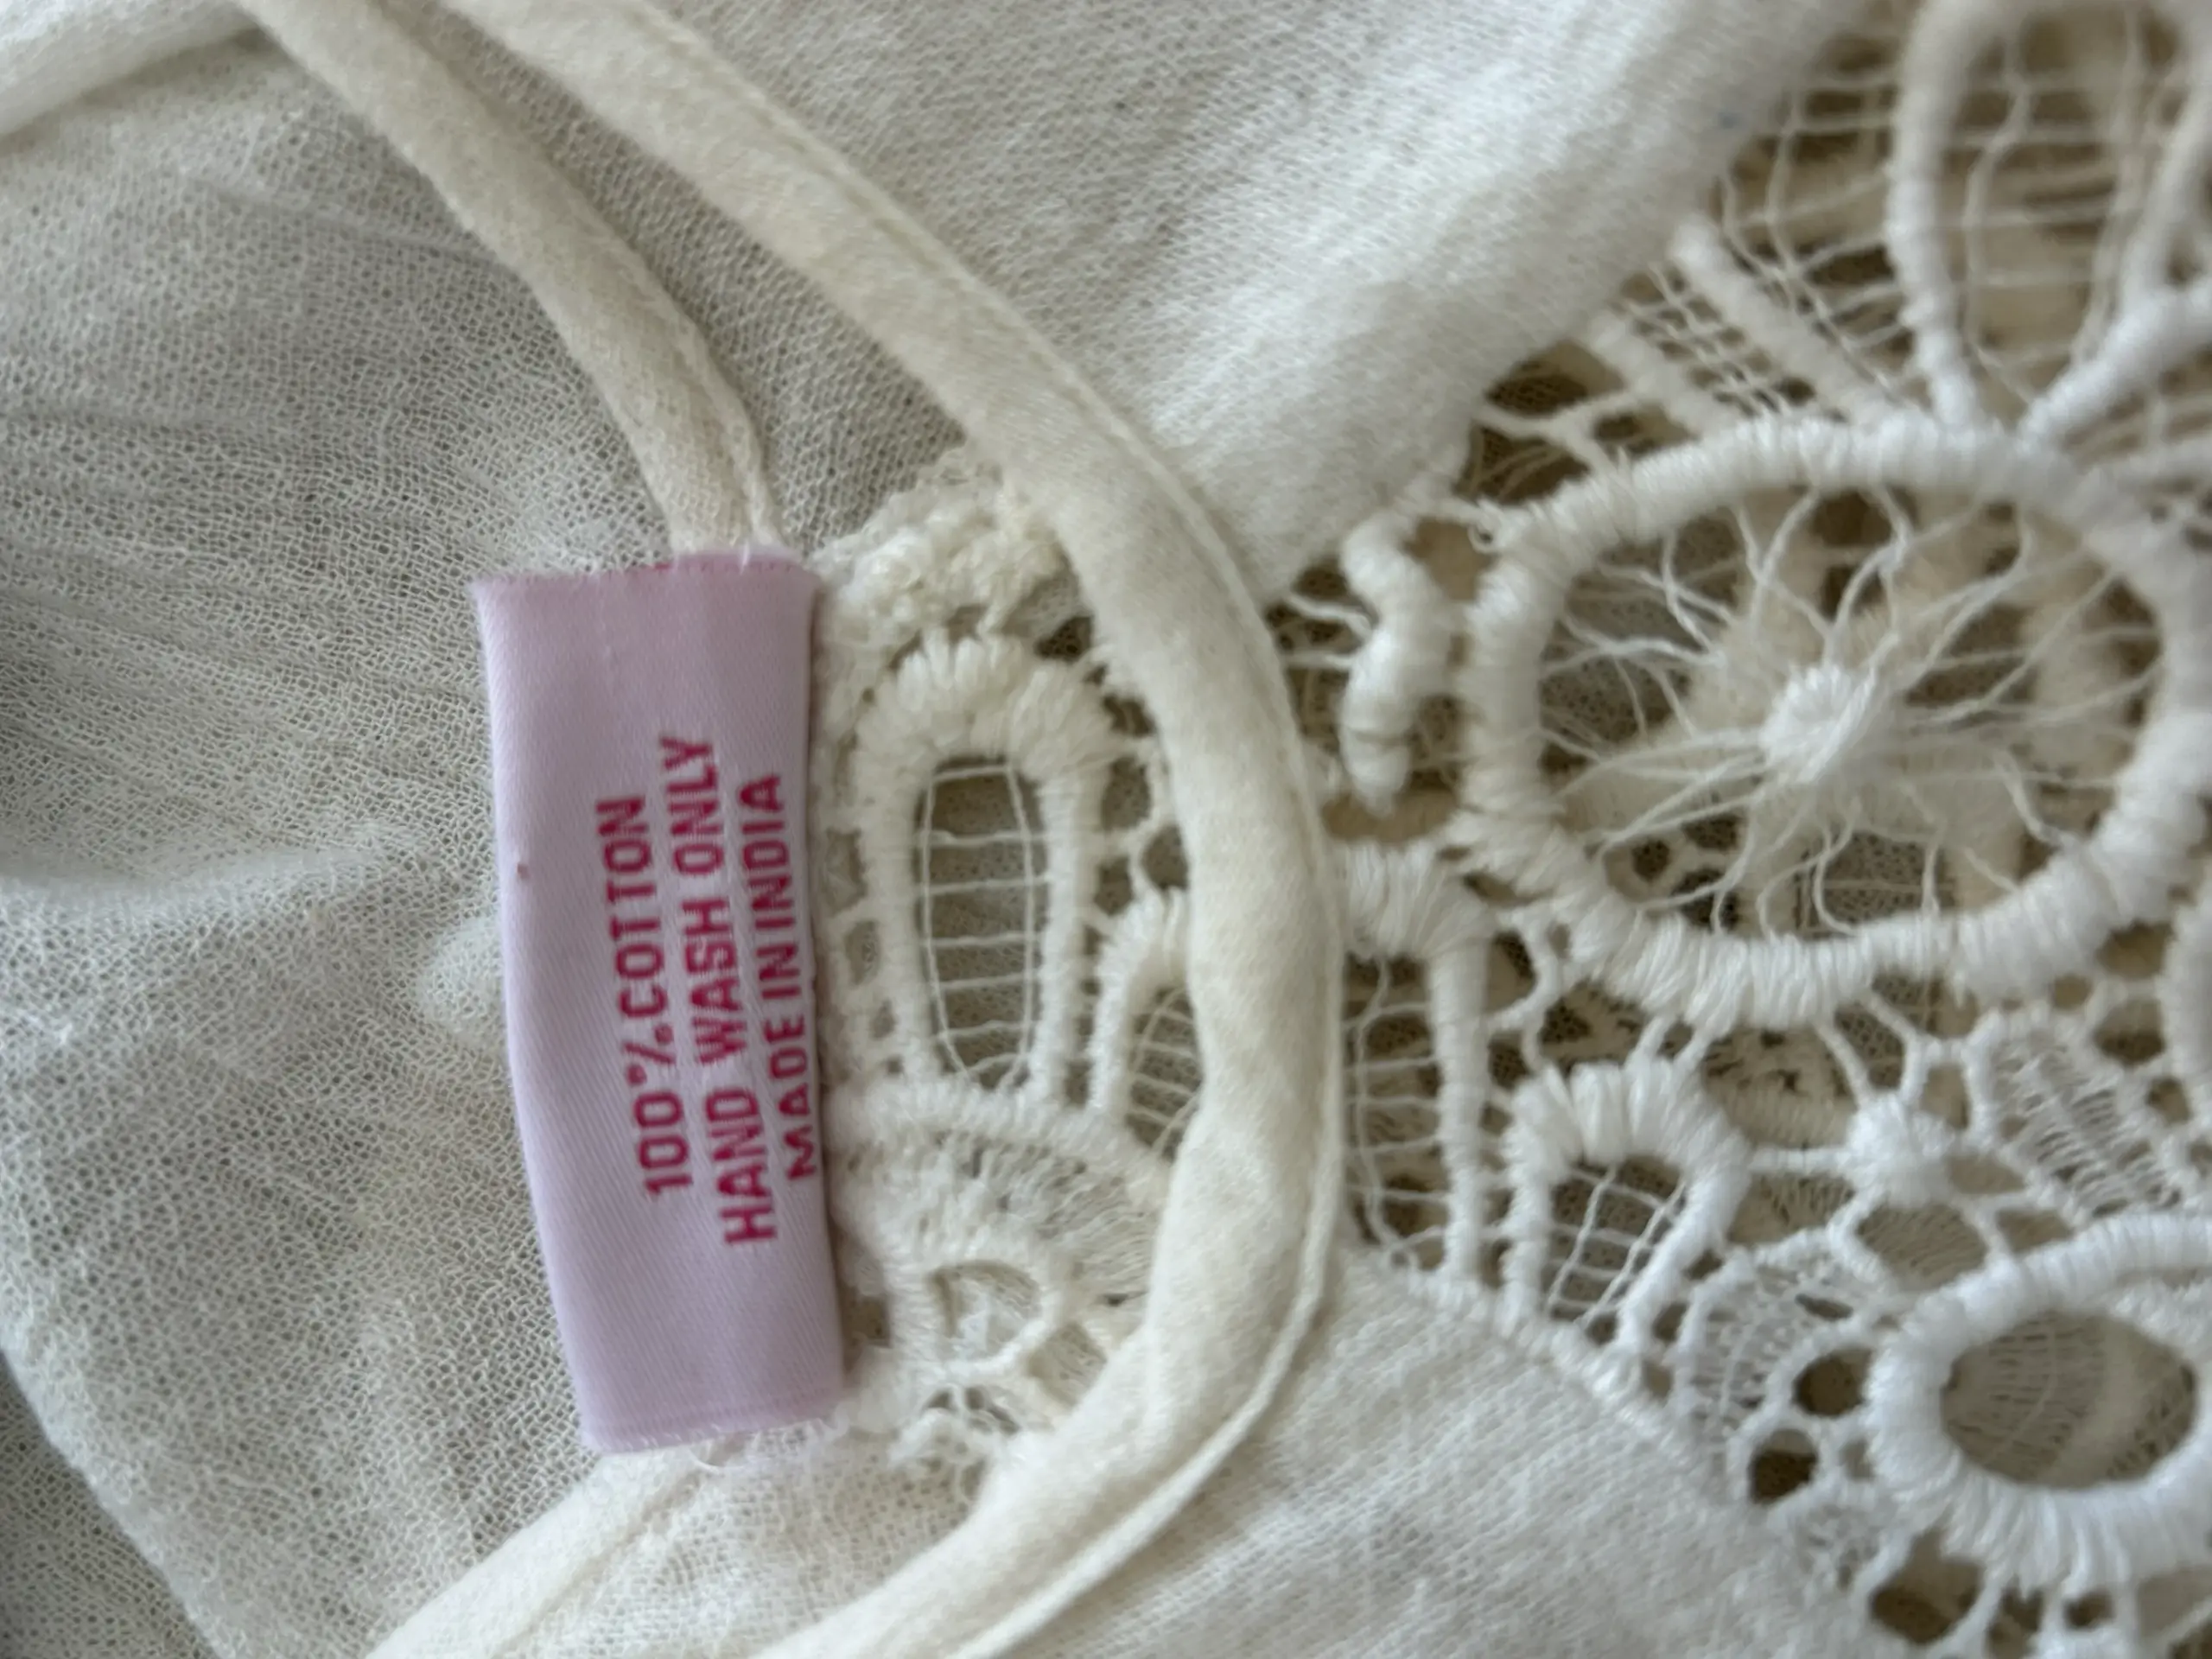 100% COTTON
HAND WASH ONLY
MADE IN INDIA